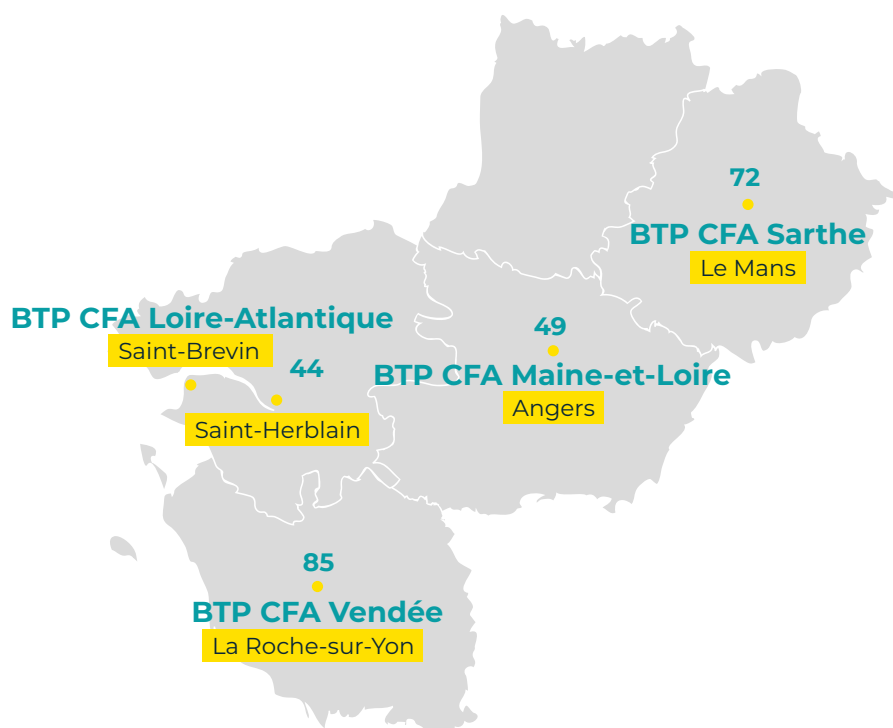 72
BTP CFA Sarthe
Le Mans
BTP CFA Loire-Atlantique
Saint-Brevin
44
Saint-Herblain
49
BTP CFA Maine-et-Loire
Angers
85
BTP CFA Vendée
La Roche-sur-Yon